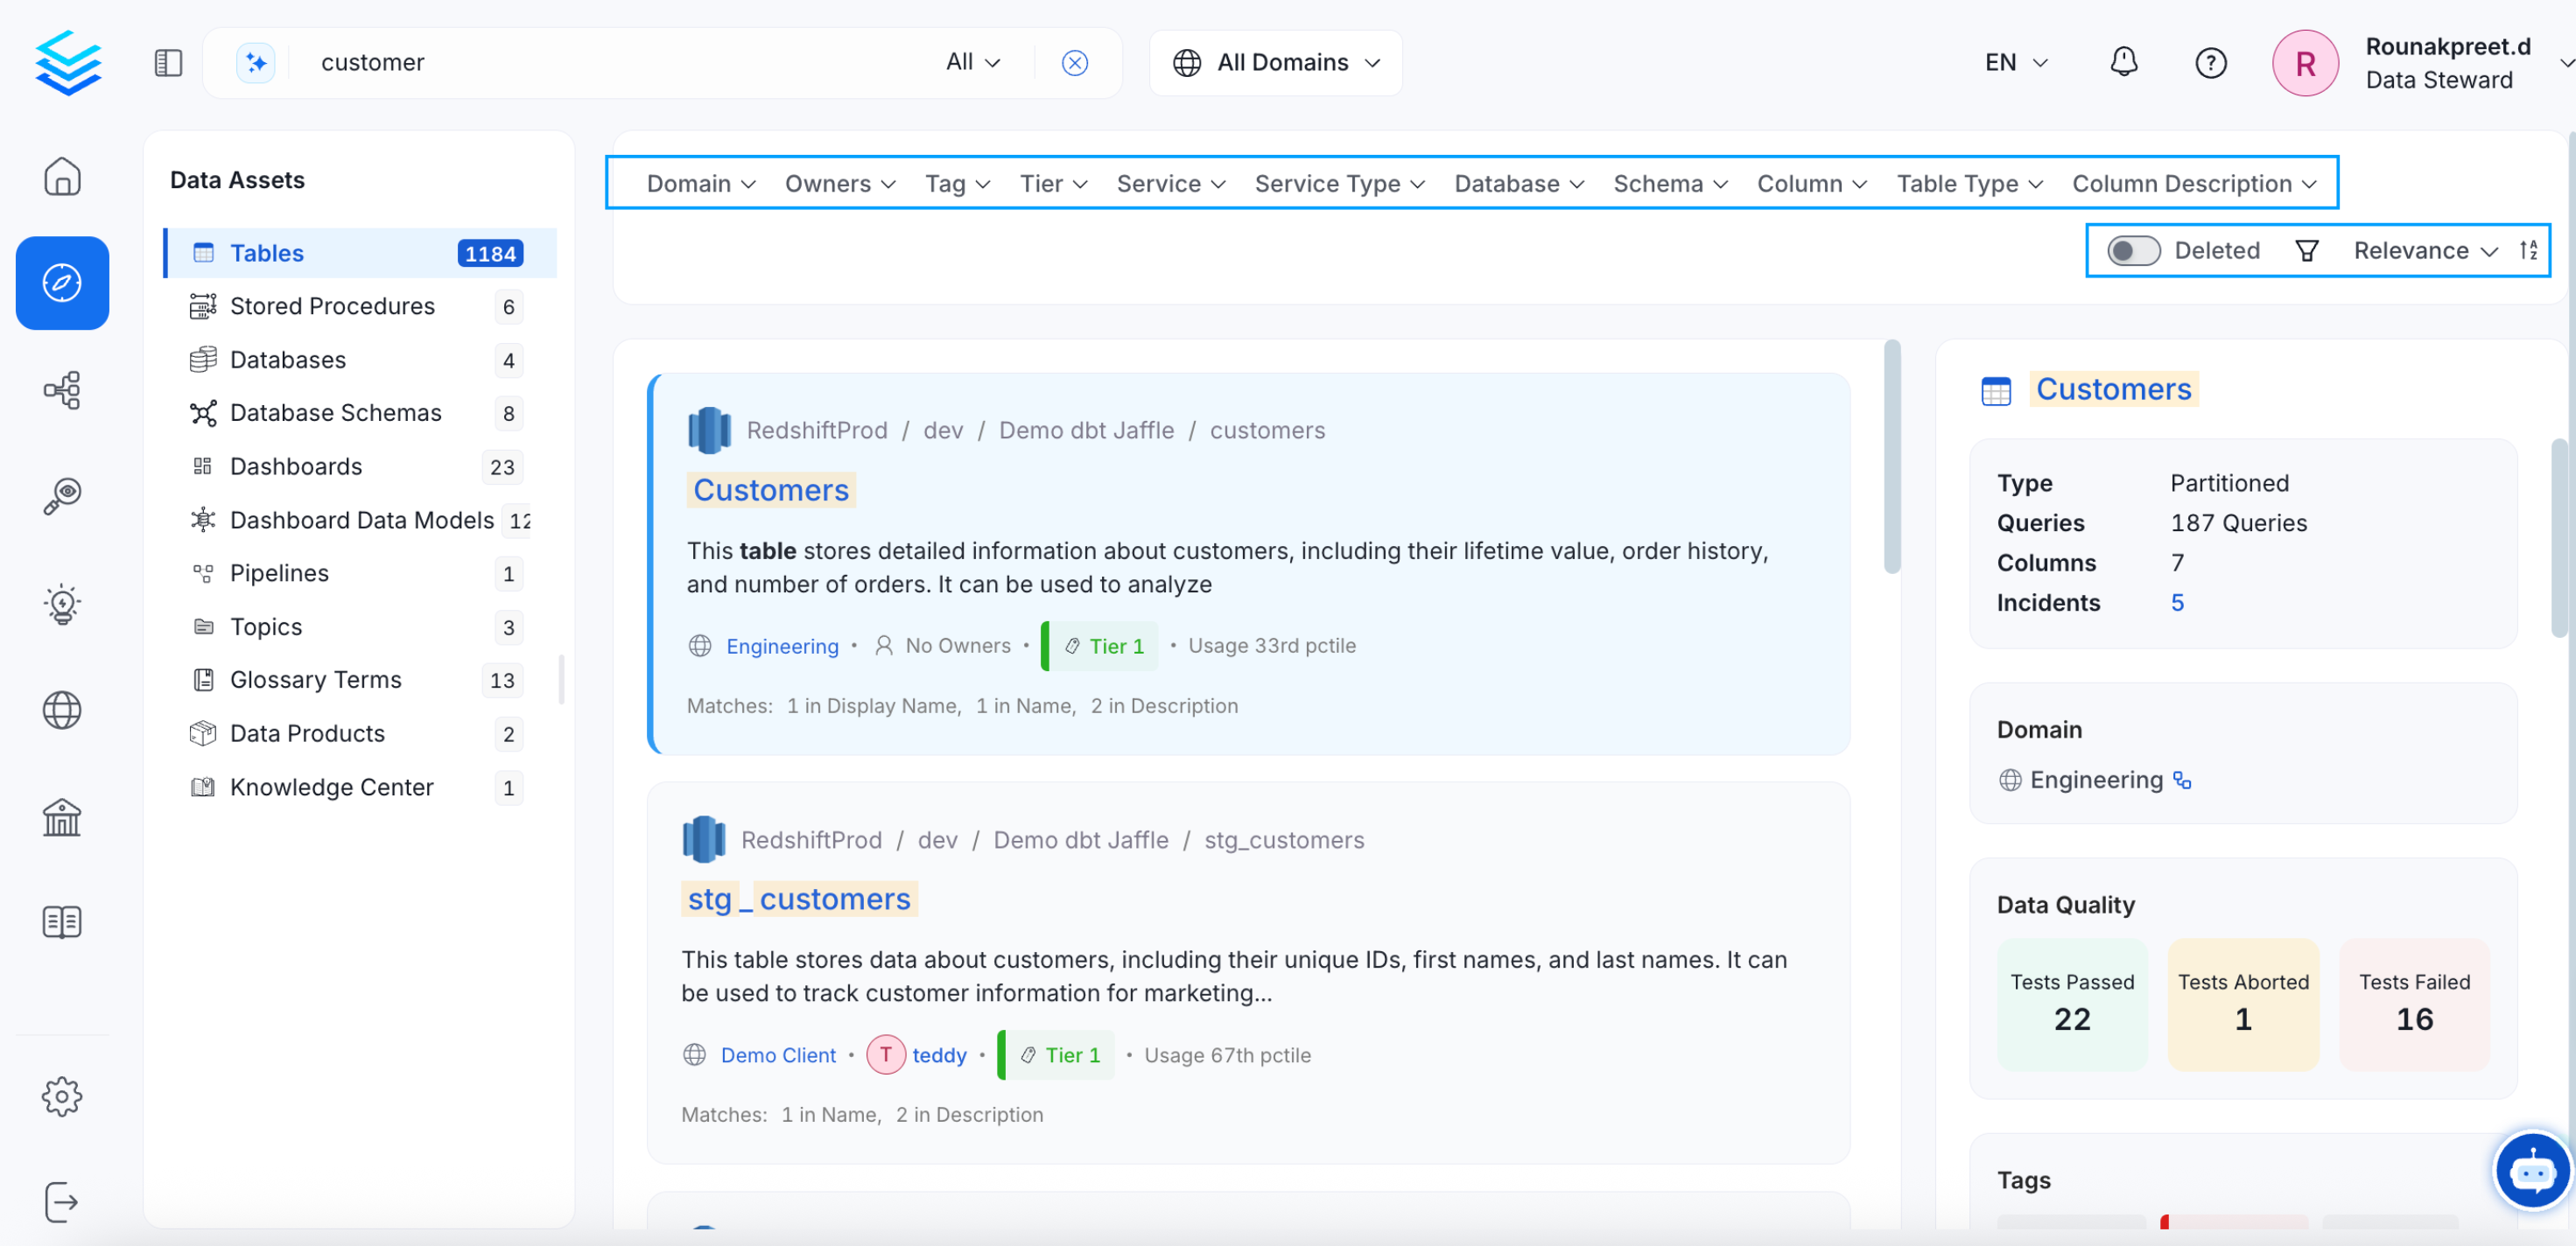 customer
All
All Domains
EN
R
Rounakpreet.d
Data Steward
Data Assets
Tables 1184
Stored Procedures 6
Databases 4
Database Schemas 8
Dashboards 23
Dashboard Data Models 12
Pipelines 1
Topics 3
Glossary Terms 13
Data Products 2
Knowledge Center 1
Domain Owners Tag Tier Service Service Type Database Schema Column Table Type Column Description
Deleted Relevance
RedshiftProd / dev / Demo dbt Jaffle / customers
Customers
This table stores detailed information about customers, including their lifetime value, order history,
and number of orders. It can be used to analyze
Engineering • No Owners • Tier 1 • Usage 33rd pctile
Matches: 1 in Display Name, 1 in Name, 2 in Description
RedshiftProd / dev / Demo dbt Jaffle / stg_customers
stg_customers
This table stores data about customers, including their unique IDs, first names, and last names. It can
be used to track customer information for marketing...
Demo Client • T teddy • Tier 1 • Usage 67th pctile
Matches: 1 in Name, 2 in Description
Customers
Type Partitioned
Queries 187 Queries
Columns 7
Incidents 5
Domain
Engineering
Data Quality
Tests Passed
22
Tests Aborted
1
Tests Failed
16
Tags